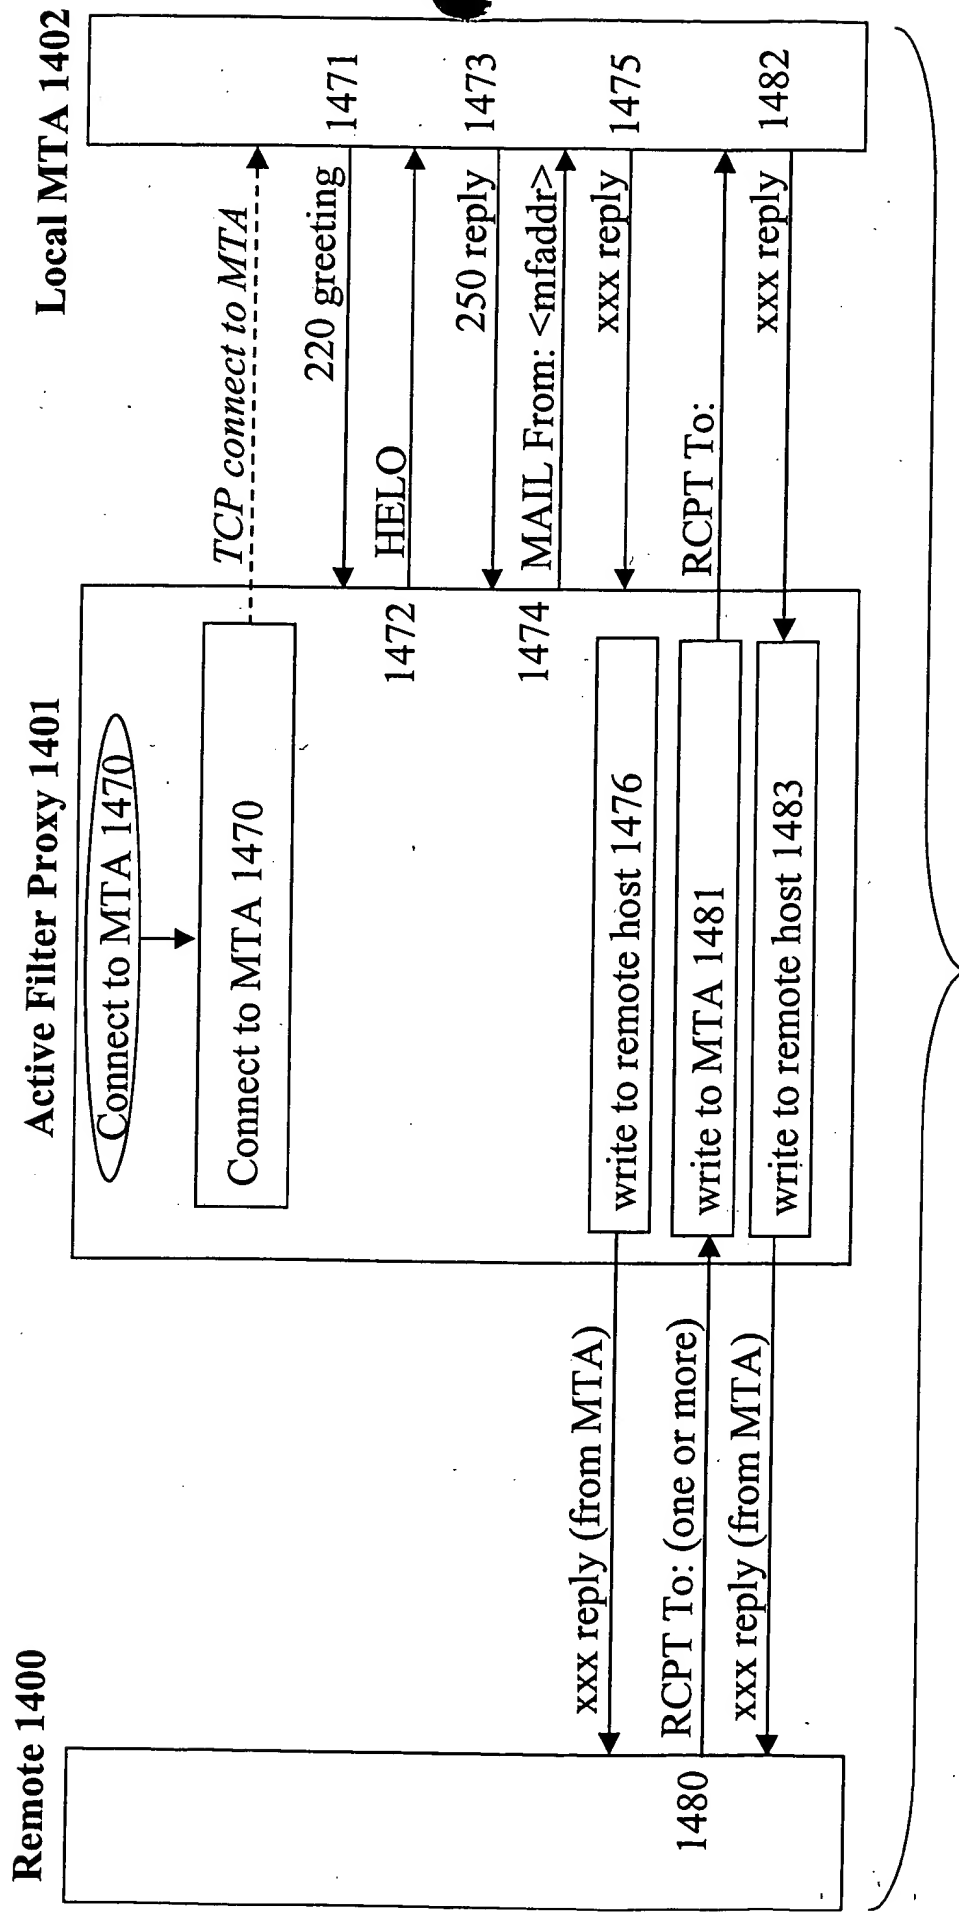 Remote 1400
Active Filter Proxy 1401
Local MTA 1402
Connect to MTA 1470
Connect to MTA 1470
TCP connect to MTA
220 greeting
1471
1472
HELO
250 reply
1473
1474
MAIL From: <mfaddr>
xxx reply (from MTA)
write to remote host 1476
xxx reply
1475
1480
RCPT To: (one or more)
write to MTA 1481
RCPT To:
xxx reply (from MTA)
write to remote host 1483
xxx reply
1482